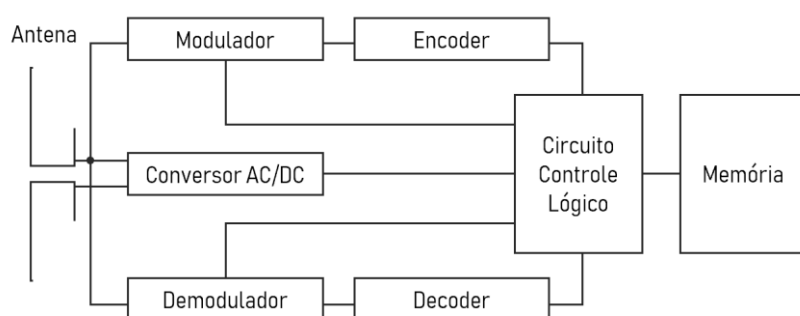 Antena
Modulador
Encoder
Conversor AC/DC
Circuito
Controle
Lógico
Memória
Demodulador
Decoder